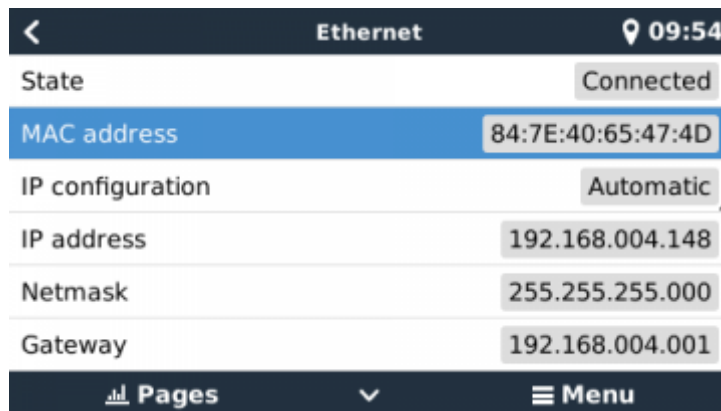 Ethernet 09:54
State Connected
MAC address 84:7E:40:65:47:4D
IP configuration Automatic
IP address 192.168.004.148
Netmask 255.255.255.000
Gateway 192.168.004.001
Pages Menu